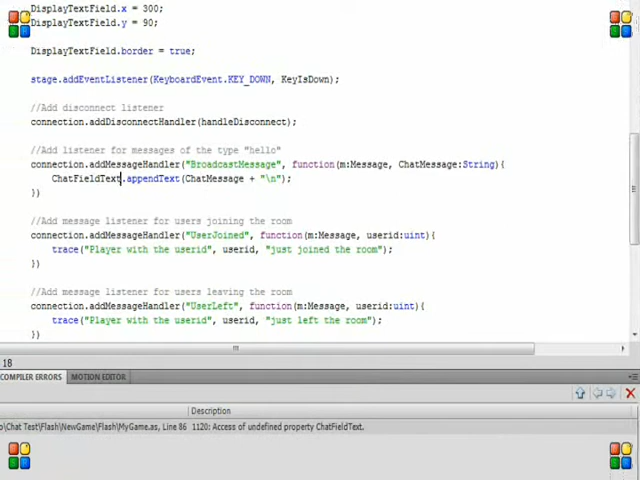 DisplayTextField.x = 300;
DisplayTextField.y = 90;
DisplayTextField.border = true;
stage.addEventListener(KeyboardEvent.KEY_DOWN, KeyIsDown);
//Add disconnect listener
connection.addDisconnectHandler(handleDisconnect);
//Add listener for messages of the type "hello"
connection.addMessageHandler("BroadcastMessage", function(m:Message, ChatMessage:String){
ChatFieldText.appendText(ChatMessage + "\n");
})
//Add message listener for users joining the room
connection.addMessageHandler("UserJoined", function(m:Message, userid:uint){
trace("Player with the userid", userid, "just joined the room");
})
//Add message listener for users leaving the room
connection.addMessageHandler("UserLeft", function(m:Message, userid:uint){
trace("Player with the userid", userid, "just left the room");
})
18
COMPILER ERRORS MOTION EDITOR
Description
o\Chat Test\Flash\NewGame\Flash\MyGame.as, Line 86 1120: Access of undefined property ChatFieldText.